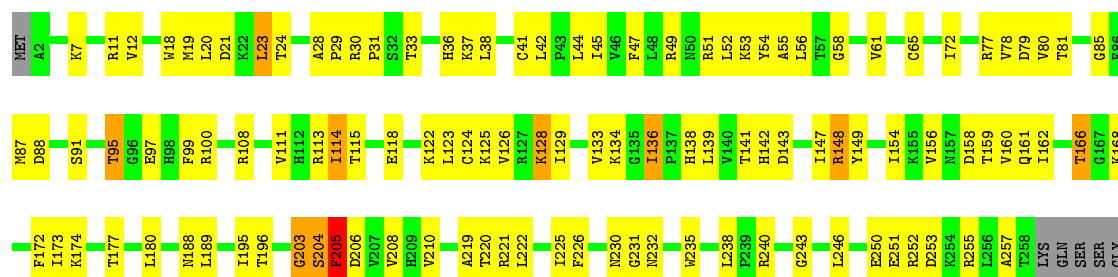 MET A2 K7 R11 V12 W18 M19 L20 D21 K22 L23 T24 A28 P29 R30 P31 S32 T33 H36 K37 L38 C41 L42 P43 L44 I45 V46 F47 L48 R49 N50 R51 L52 K53 Y54 A55 L56 T57 G58 V61 C65 I72 R77 V78 D79 V80 T81 G85
M87 D88 S91 T95 G96 E97 H98 F99 R100 R108 V111 H112 R113 I114 T115 E118 K122 L123 C124 K125 V126 R127 K128 I129 V133 K134 G135 I136 P137 H138 L139 V140 T141 H142 D143 I147 R148 Y149 I154 K155 V156 N157 D158 T159 V160 Q161 I162 T166 G167
F172 I173 K174 T177 L180 N188 L189 I195 T196 G203 S204 F205 D206 V207 V208 H209 V210 A219 T220 R221 L222 I225 F226 N230 G231 N232 W235 L238 P239 R240 G243 L246 E250 E251 R252 D253 K254 R255 L256 A257 T258 LYS GLN SER SER